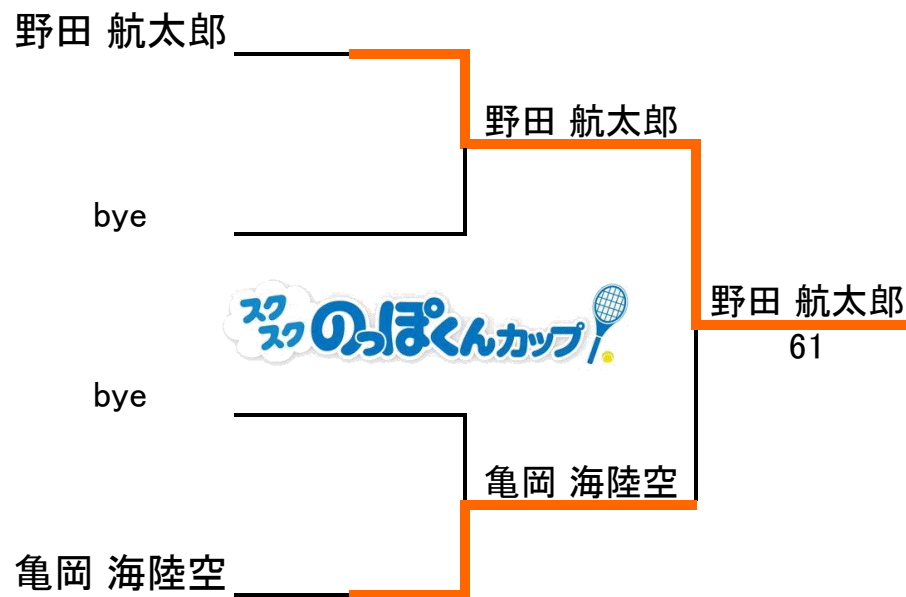 野田 航太郎
野田 航太郎
bye
野田 航太郎
61
スクスクのっぽくんカップ
bye
亀岡 海陸空
亀岡 海陸空